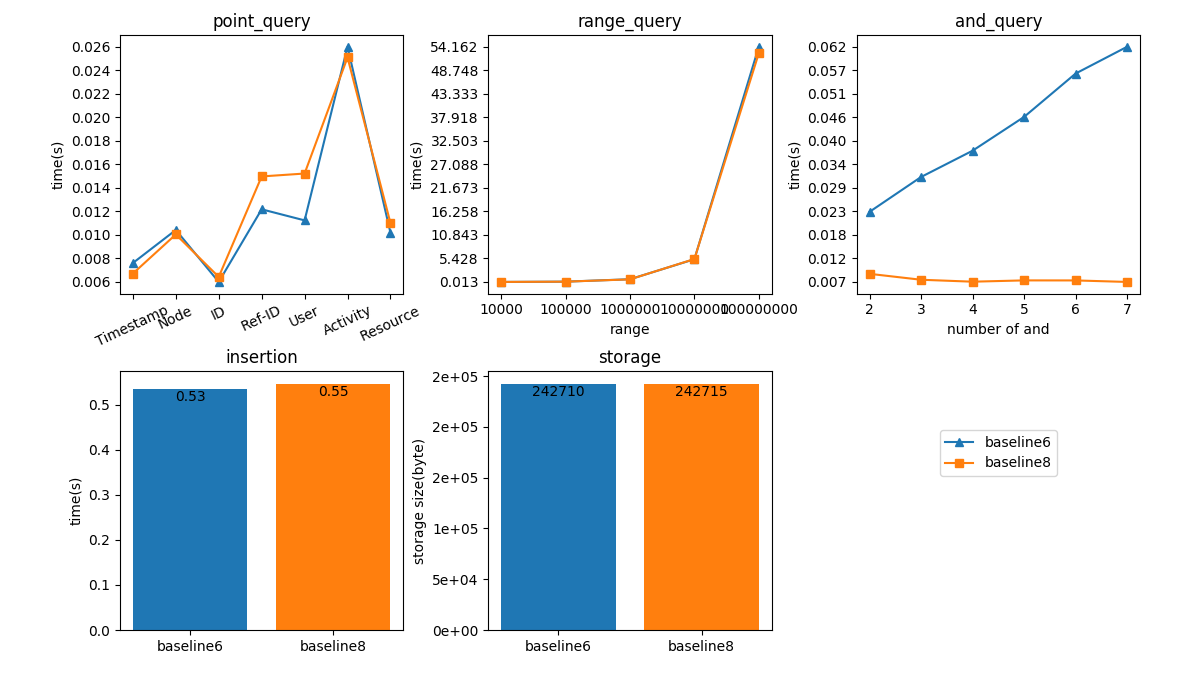 point_query
time(s)
0.026
0.024
0.022
0.020
0.018
0.016
0.014
0.012
0.010
0.008
0.006
Timestamp
Node
ID
Ref-ID
User
Activity
Resource
range_query
time(s)
54.162
48.748
43.333
37.918
32.503
27.088
21.673
16.258
10.843
5.428
0.013
10000
100000
1000000
10000000
100000000
range
and_query
time(s)
0.062
0.057
0.051
0.046
0.040
0.034
0.029
0.023
0.018
0.012
0.007
2
3
4
5
6
7
number of and
insertion
time(s)
0.5
0.4
0.3
0.2
0.1
0.0
0.53
0.55
baseline6
baseline8
storage
storage size(byte)
2e+05
2e+05
2e+05
1e+05
5e+04
0e+00
242710
242715
baseline6
baseline8
baseline6
baseline8